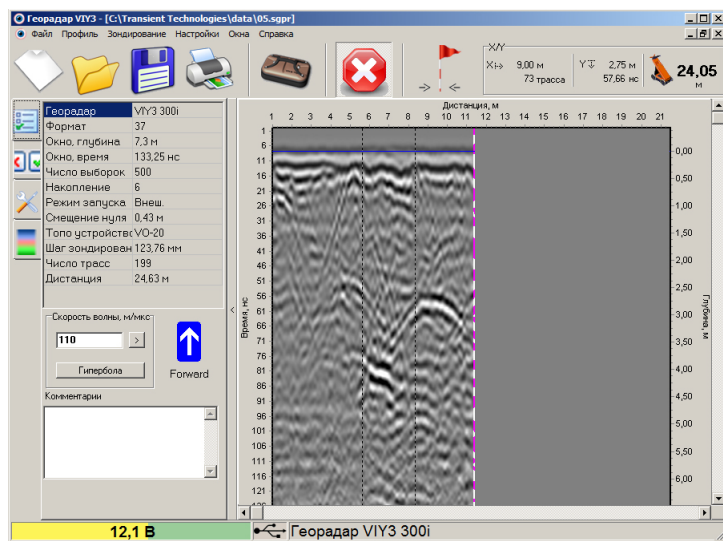 Георадар VIY3 - [C:\Transient Technologies\data\05.sgpr]
Файл Профиль Зондирование Настройки Окна Справка
X/Y
X 9,00 м Y 2,75 м
73 трасса 57,66 нс
24,05
м
Георадар VIY3 300i
Формат 37
Окно, глубина 7,3 м
Окно, время 133,25 нс
Число выборок 500
Накопление 6
Режим запуска Внеш.
Смещение нуля 0,43 м
Топо устройство VO-20
Шаг зондирован 123,76 мм
Число трасс 199
Дистанция 24,63 м
Скорость волны, м/мкс
110 >
Гипербола
Forward
Комментарии
Дистанция, м
1 2 3 4 5 6 7 8 9 10 11 12 13 14 15 16 17 18 19 20 21
Время, нс
1
6
11
16
21
26
31
36
41
46
51
56
61
66
71
76
81
86
91
96
101
106
111
116
121
126
0,00
0,50
1,00
1,50
2,00
2,50
3,00
3,50
4,00
4,50
5,00
5,50
6,00
Глубина, м
12,1 В
Георадар VIY3 300i